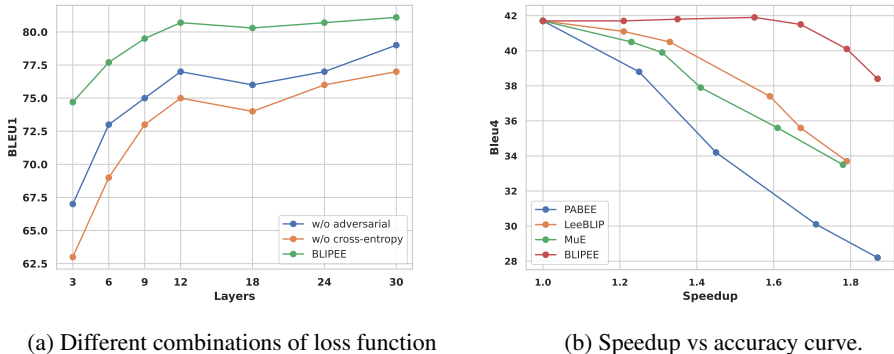 80.0
77.5
75.0
72.5
70.0
67.5
65.0
62.5
BLEU1
3 6 9 12 18 24 30
Layers
w/o adversarial
w/o cross-entropy
BLIPEE
(a) Different combinations of loss function
42
40
38
36
34
32
30
28
Bleu4
1.0 1.2 1.4 1.6 1.8
Speedup
PABEE
LeeBLIP
MuE
BLIPEE
(b) Speedup vs accuracy curve.